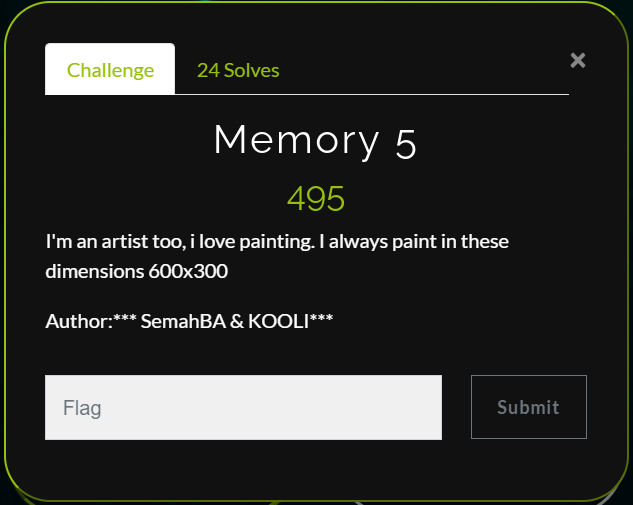 Challenge
24 Solves
×
Memory 5
495
I'm an artist too, i love painting. I always paint in these
dimensions 600x300
Author:*** SemahBA & KOOLI***
Flag
Submit